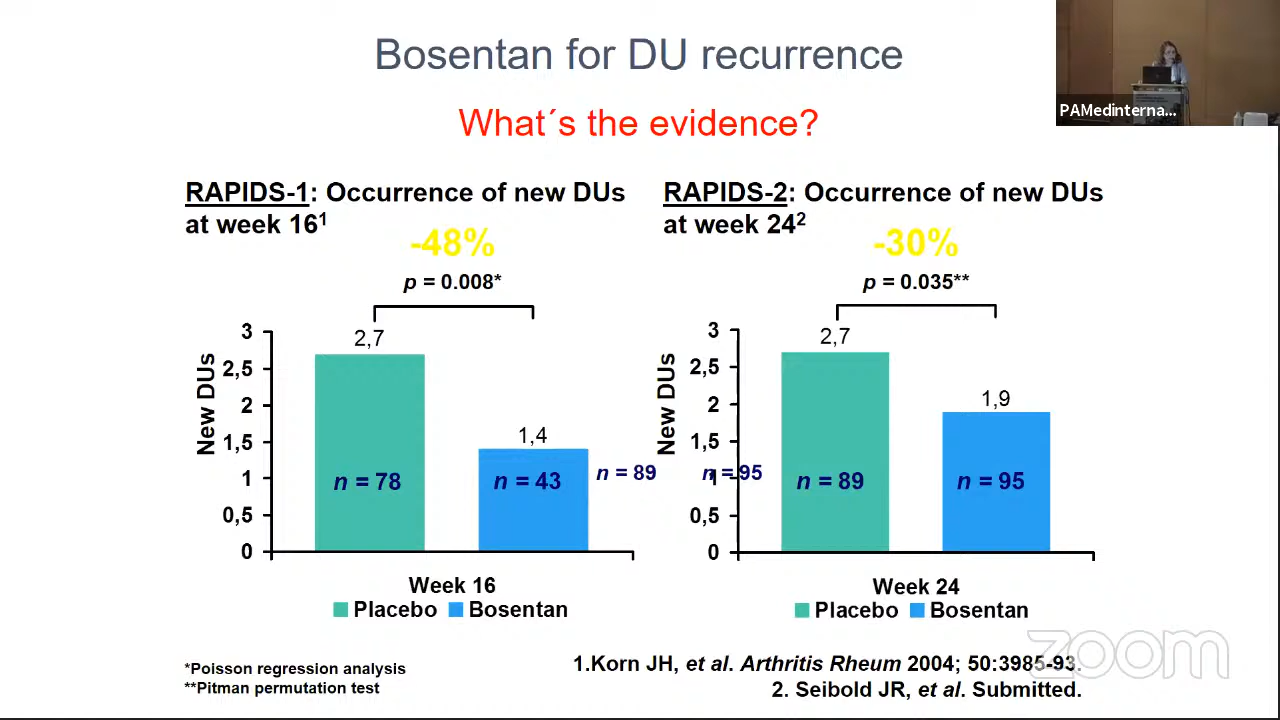 Bosentan for DU recurrence
What´s the evidence?
PAMedinterna...
RAPIDS-1: Occurrence of new DUs
at week 16¹
-48%
p = 0.008*
New DUs
3
2,5
2
1,5
1
0,5
0
2,7
1,4
n = 78
n = 43
n = 89
Week 16
Placebo
Bosentan
RAPIDS-2: Occurrence of new DUs
at week 24²
-30%
p = 0.035**
New DUs
3
2,5
2
1,5
1
0,5
0
2,7
1,9
n = 95
n = 89
n = 95
Week 24
Placebo
Bosentan
*Poisson regression analysis
**Pitman permutation test
1.Korn JH, et al. Arthritis Rheum 2004; 50:3985-93.
2. Seibold JR, et al. Submitted.
zoom